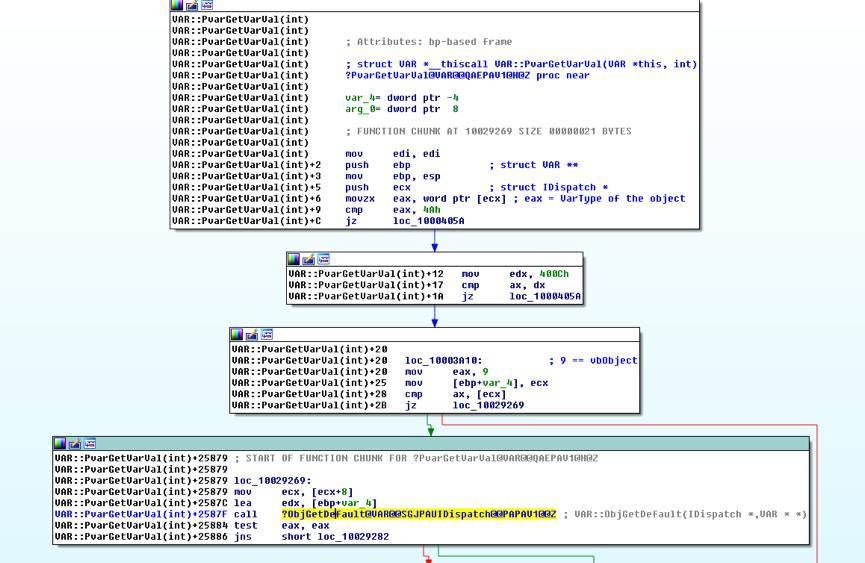 VAR::PvarGetVarVal(int)
VAR::PvarGetVarVal(int)
VAR::PvarGetVarVal(int) ; Attributes: bp-based frame
VAR::PvarGetVarVal(int)
VAR::PvarGetVarVal(int) ; struct VAR *__thiscall VAR::PvarGetVarVal(VAR *this, int)
VAR::PvarGetVarVal(int) ?PvarGetVarVal@VAR@@QAEPAV1@H@Z proc near
VAR::PvarGetVarVal(int)
VAR::PvarGetVarVal(int) var_4= dword ptr -4
VAR::PvarGetVarVal(int) arg_0= dword ptr 8
VAR::PvarGetVarVal(int)
VAR::PvarGetVarVal(int) ; FUNCTION CHUNK AT 10029269 SIZE 00000021 BYTES
VAR::PvarGetVarVal(int)
VAR::PvarGetVarVal(int) mov edi, edi
VAR::PvarGetVarVal(int)+2 push ebp ; struct VAR **
VAR::PvarGetVarVal(int)+3 mov ebp, esp
VAR::PvarGetVarVal(int)+5 push ecx ; struct IDispatch *
VAR::PvarGetVarVal(int)+6 movzx eax, word ptr [ecx] ; eax = VarType of the object
VAR::PvarGetVarVal(int)+9 cmp eax, 4Ah
VAR::PvarGetVarVal(int)+C jz loc_1000405A
VAR::PvarGetVarVal(int)+12 mov edx, 400Ch
VAR::PvarGetVarVal(int)+17 cmp ax, dx
VAR::PvarGetVarVal(int)+1A jz loc_1000405A
VAR::PvarGetVarVal(int)+20
VAR::PvarGetVarVal(int)+20 loc_10003A10: ; 9 == vbObject
VAR::PvarGetVarVal(int)+20 mov eax, 9
VAR::PvarGetVarVal(int)+25 mov [ebp+var_4], ecx
VAR::PvarGetVarVal(int)+28 cmp ax, [ecx]
VAR::PvarGetVarVal(int)+2B jz loc_10029269
VAR::PvarGetVarVal(int)+25879 ; START OF FUNCTION CHUNK FOR ?PvarGetVarVal@VAR@@QAEPAV1@H@Z
VAR::PvarGetVarVal(int)+25879
VAR::PvarGetVarVal(int)+25879 loc_10029269:
VAR::PvarGetVarVal(int)+25879 mov ecx, [ecx+8]
VAR::PvarGetVarVal(int)+2587C lea edx, [ebp+var_4]
VAR::PvarGetVarVal(int)+2587F call ?ObjGetDefault@VAR@@SGJPAUIDispatch@@PAPAV1@@Z ; VAR::ObjGetDefault(IDispatch *,VAR * *)
VAR::PvarGetVarVal(int)+25884 test eax, eax
VAR::PvarGetVarVal(int)+25886 jns short loc_10029282